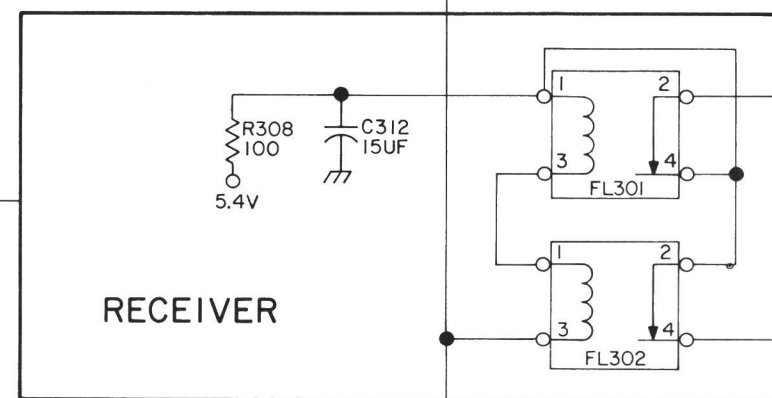 1 2
R308
100
C312
15UF
3 4
FL301
5.4V
1 2
RECEIVER
3 4
FL302